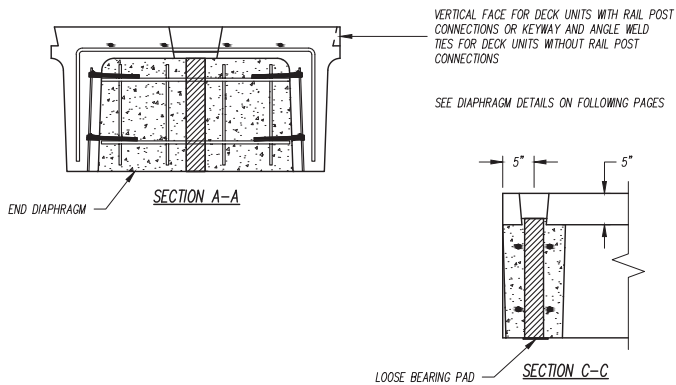 VERTICAL FACE FOR DECK UNITS WITH RAIL POST
CONNECTIONS OR KEYWAY AND ANGLE WELD
TIES FOR DECK UNITS WITHOUT RAIL POST
CONNECTIONS
SEE DIAPHRAGM DETAILS ON FOLLOWING PAGES
5"
5"
SECTION A-A
END DIAPHRAGM
LOOSE BEARING PAD
SECTION C-C